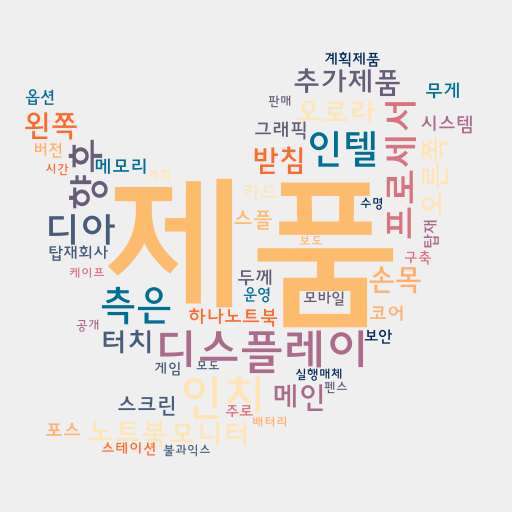 계획제품
추가제품
무게
옵션
판매
오로라
왼쪽
그래픽
시스템
버전
메모리
받침
인텔
프로세서
오른쪽
시간
향후
제품
카드
수명
탑재
디아
스플
탑재회사
보도
구축
케이프
두께
손목
측은
운영
모바일
하나노트북
코어
공개
터치
디스플레이
보안
게임
보도
실행매체
인치
메인
펜스
스크린
주로
배터리
포스
노트북모니터
스테이션
불과익스